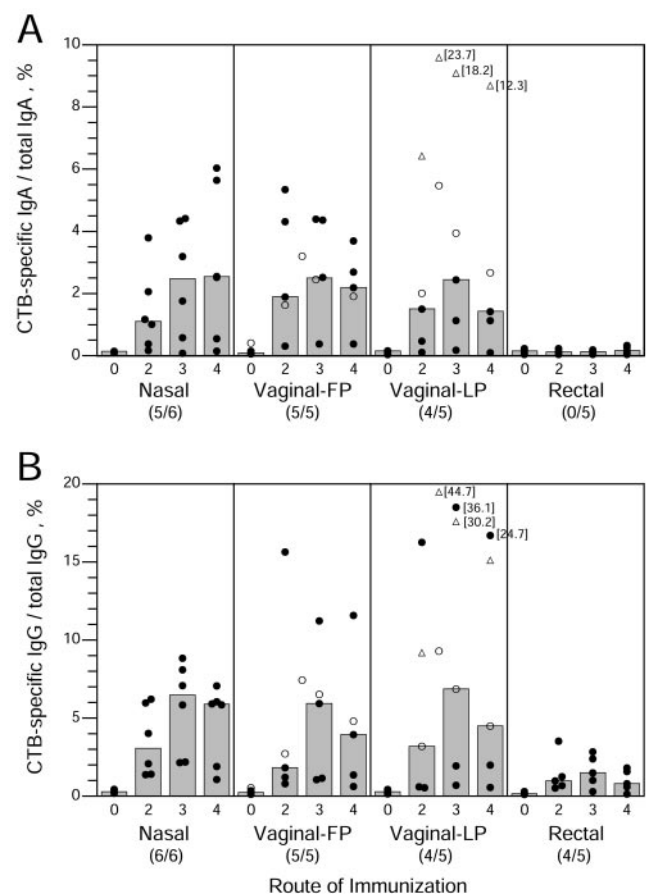 A
CTB-specific IgA / total IgA , %
10
8
6
4
2
0
[23.7]
[18.2]
[12.3]
0 2 3 4 0 2 3 4 0 2 3 4 0 2 3 4
Nasal Vaginal-FP Vaginal-LP Rectal
(5/6) (5/5) (4/5) (0/5)
B
CTB-specific IgG / total IgG , %
20
15
10
5
0
[44.7]
[36.1]
[30.2]
[24.7]
0 2 3 4 0 2 3 4 0 2 3 4 0 2 3 4
Nasal Vaginal-FP Vaginal-LP Rectal
(6/6) (5/5) (4/5) (4/5)
Route of Immunization